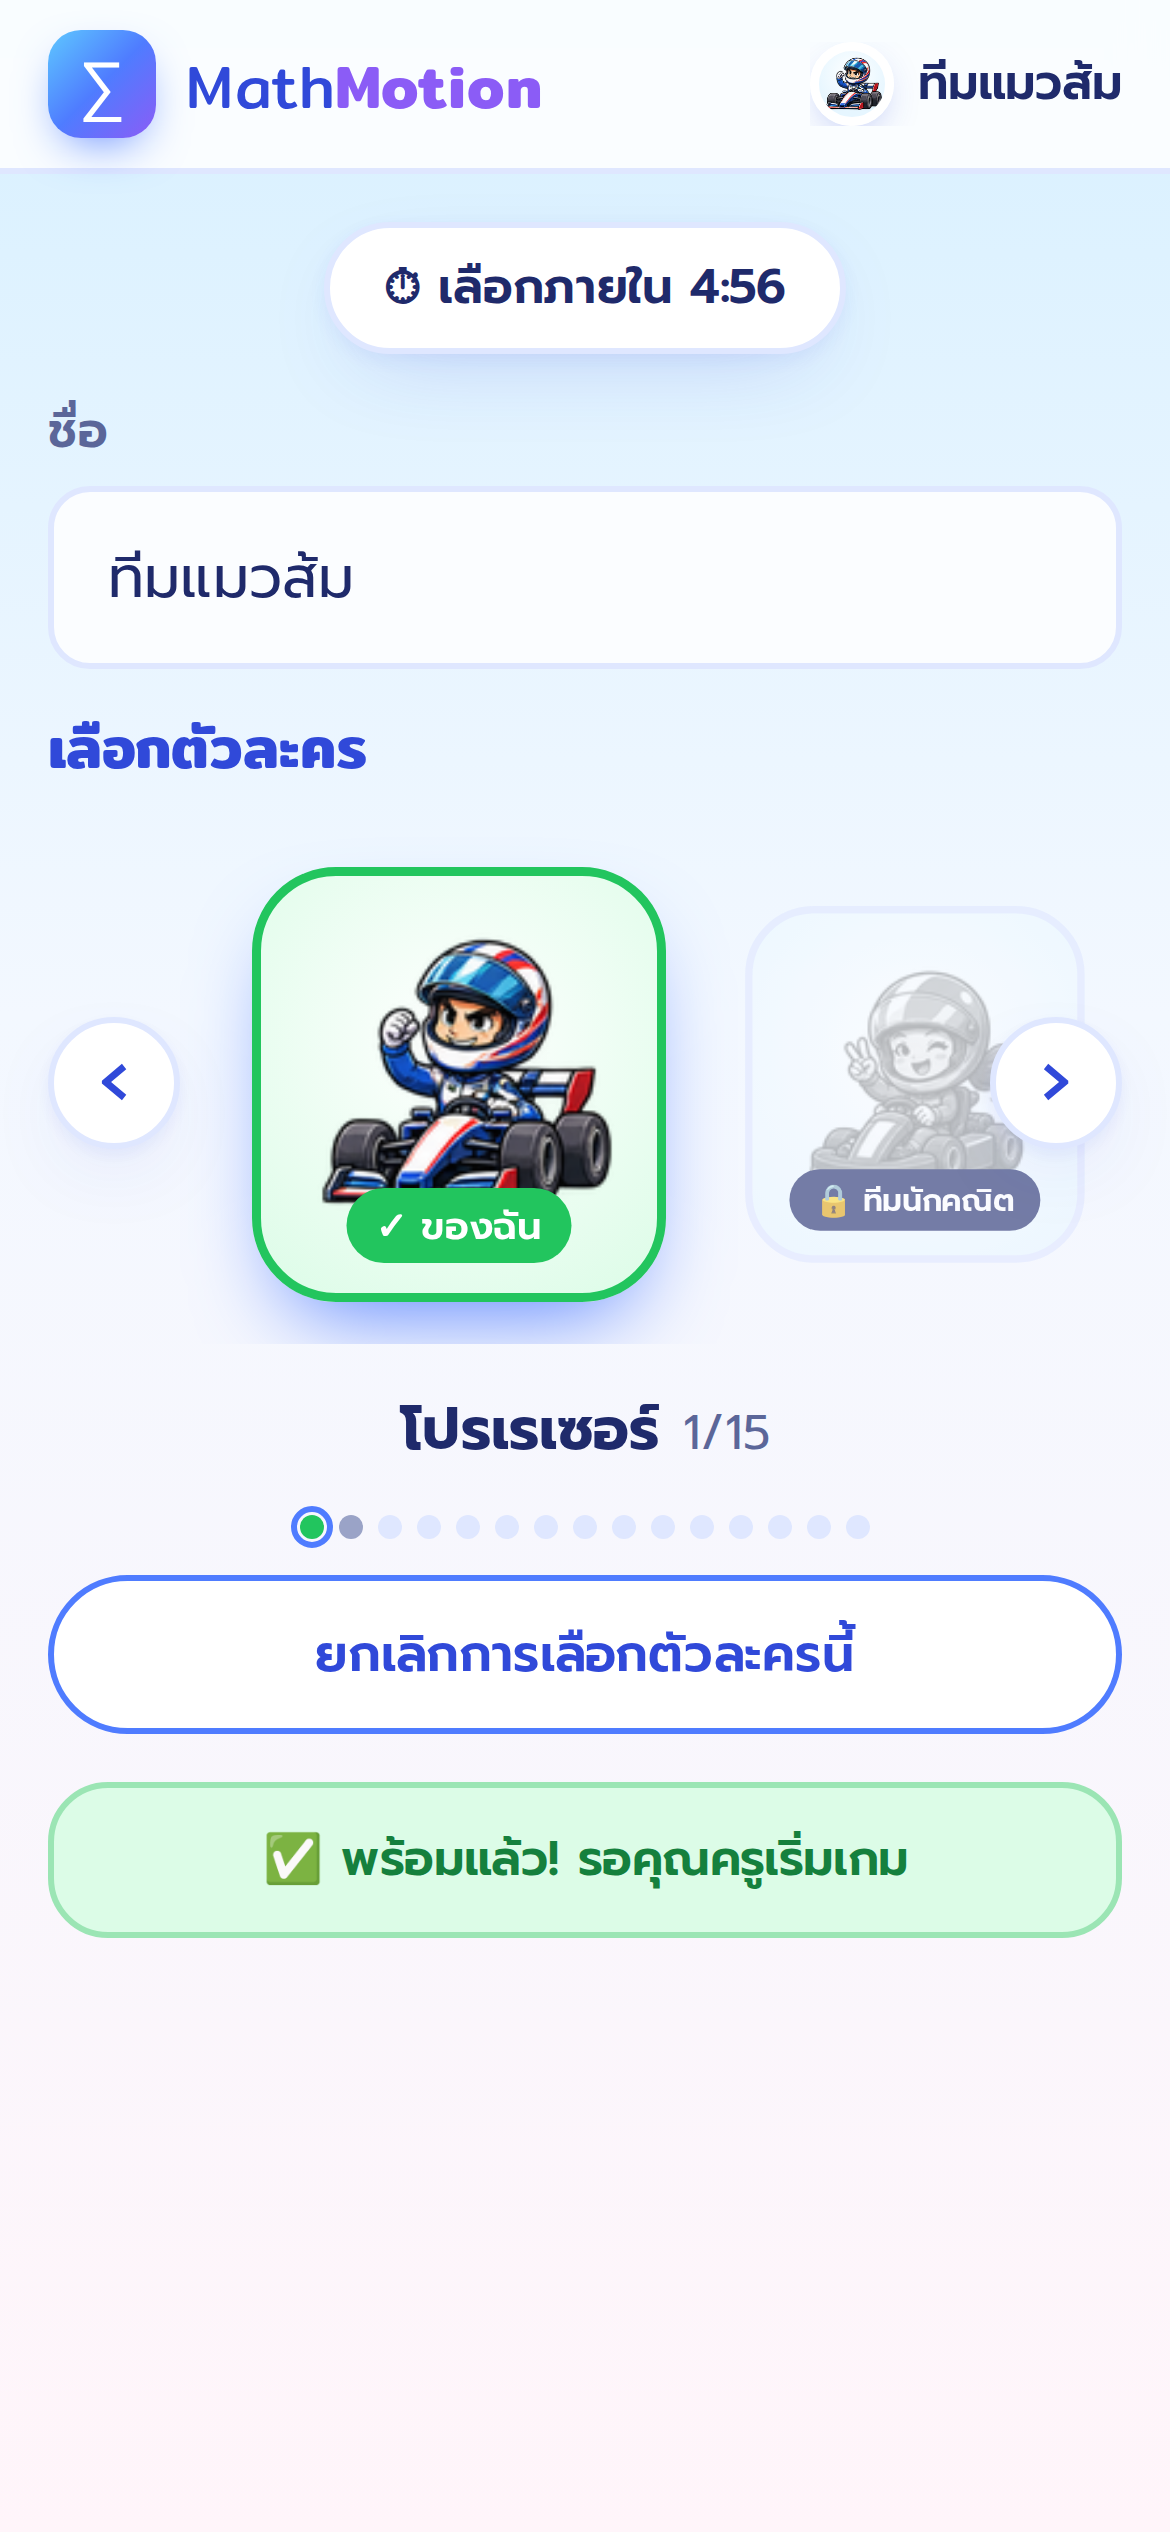 ∑ MathMotion ทีมแมวส้ม
⏱ เลือกภายใน 4:56
ชื่อ
ทีมแมวส้ม
เลือกตัวละคร
✓ ของฉัน
🔒 ทีมนักคณิต
โปรเรเซอร์ 1/15
ยกเลิกการเลือกตัวละครนี้
✅ พร้อมแล้ว! รอคุณครูเริ่มเกม